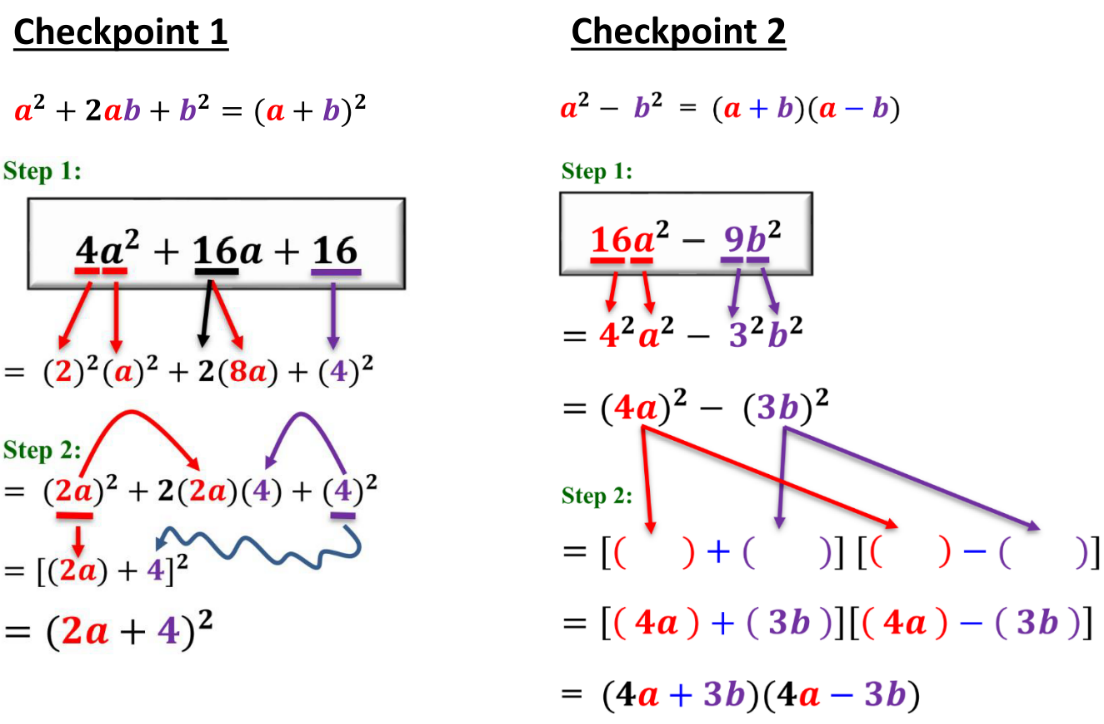 Checkpoint 1
a² + 2ab + b² = (a + b)²
Step 1:
4a² + 16a + 16
= (2)²(a)² + 2(8a) + (4)²
Step 2:
= (2a)² + 2(2a)(4) + (4)²
= [(2a) + 4]²
= (2a + 4)²
Checkpoint 2
a² − b² = (a + b)(a − b)
Step 1:
16a² − 9b²
= 4²a² − 3²b²
= (4a)² − (3b)²
Step 2:
= [( ) + ( )][( ) − ( )]
= [( 4a ) + ( 3b )][( 4a ) − ( 3b )]
= (4a + 3b)(4a − 3b)